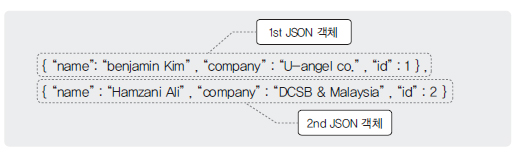 1st JSON 객체
{ “name”: “benjamin Kim” , “company” : “U-angel co.” , “id” : 1 } ,
{ “name” : “Hamzani Ali” , “company” : “DCSB & Malaysia” , “id” : 2 }
2nd JSON 객체